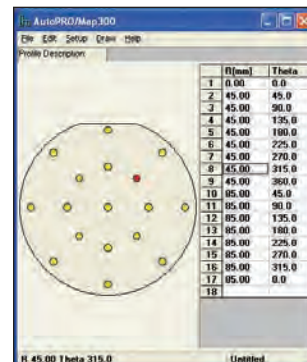 AutoPRO/Map300
File Edit Setup Draw Help
Profile Description
R[mm] Theta
1 0.00 0.0
2 45.00 45.0
3 45.00 90.0
4 45.00 135.0
5 45.00 180.0
6 45.00 225.0
7 45.00 270.0
8 45.00 315.0
9 45.00 360.0
10 85.00 45.0
11 85.00 90.0
12 85.00 135.0
13 85.00 180.0
14 85.00 225.0
15 85.00 270.0
16 85.00 315.0
17 85.00 0.0
18
R 45.00 Theta 315.0 Untitled